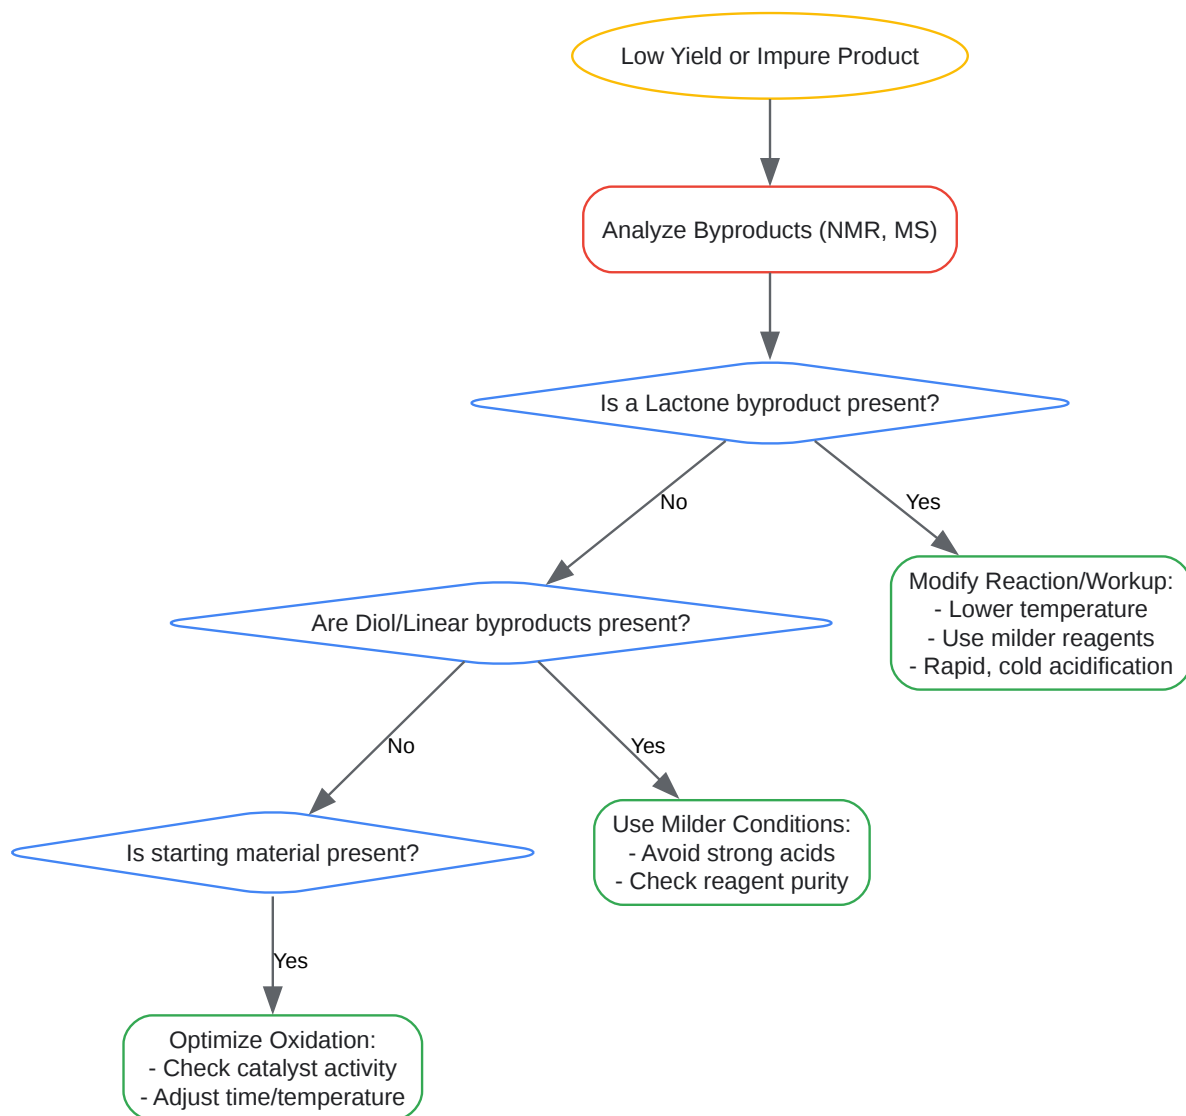 Low Yield or Impure Product
Analyze Byproducts (NMR, MS)
Is a Lactone byproduct present?
No
Yes
Modify Reaction/Workup:
- Lower temperature
- Use milder reagents
- Rapid, cold acidification
Are Diol/Linear byproducts present?
No
Yes
Use Milder Conditions:
- Avoid strong acids
- Check reagent purity
Is starting material present?
Yes
Optimize Oxidation:
- Check catalyst activity
- Adjust time/temperature